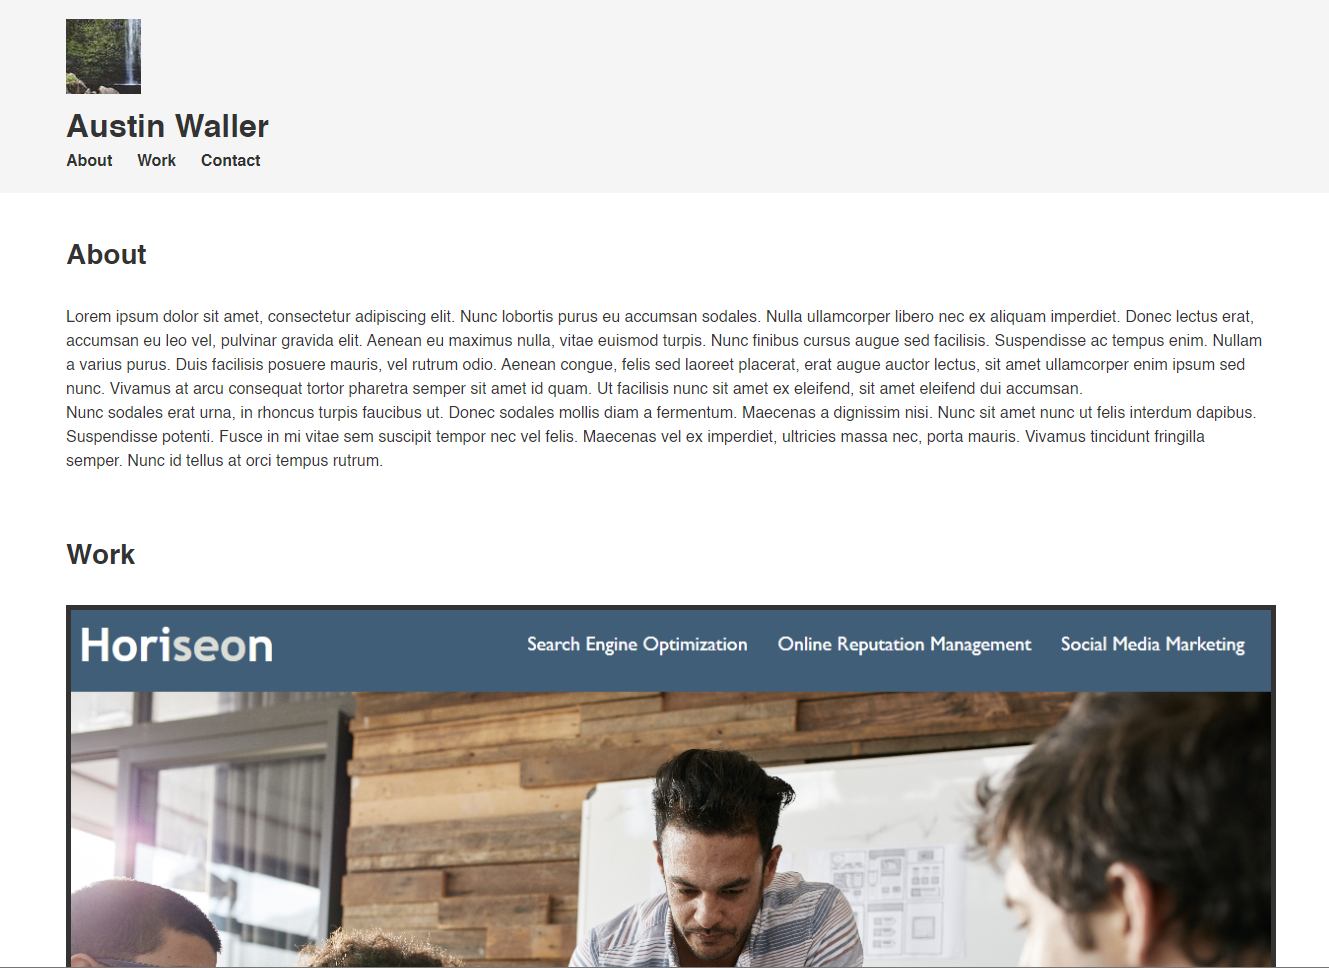 Austin Waller
About Work Contact
About
Lorem ipsum dolor sit amet, consectetur adipiscing elit. Nunc lobortis purus eu accumsan sodales. Nulla ullamcorper libero nec ex aliquam imperdiet. Donec lectus erat,
accumsan eu leo vel, pulvinar gravida elit. Aenean eu maximus nulla, vitae euismod turpis. Nunc finibus cursus augue sed facilisis. Suspendisse ac tempus enim. Nullam
a varius purus. Duis facilisis posuere mauris, vel rutrum odio. Aenean congue, felis sed laoreet placerat, erat augue auctor lectus, sit amet ullamcorper enim ipsum sed
nunc. Vivamus at arcu consequat tortor pharetra semper sit amet id quam. Ut facilisis nunc sit amet ex eleifend, sit amet eleifend dui accumsan.
Nunc sodales erat urna, in rhoncus turpis faucibus ut. Donec sodales mollis diam a fermentum. Maecenas a dignissim nisi. Nunc sit amet nunc ut felis interdum dapibus.
Suspendisse potenti. Fusce in mi vitae sem suscipit tempor nec vel felis. Maecenas vel ex imperdiet, ultricies massa nec, porta mauris. Vivamus tincidunt fringilla
semper. Nunc id tellus at orci tempus rutrum.
Work
Horiseon Search Engine Optimization Online Reputation Management Social Media Marketing